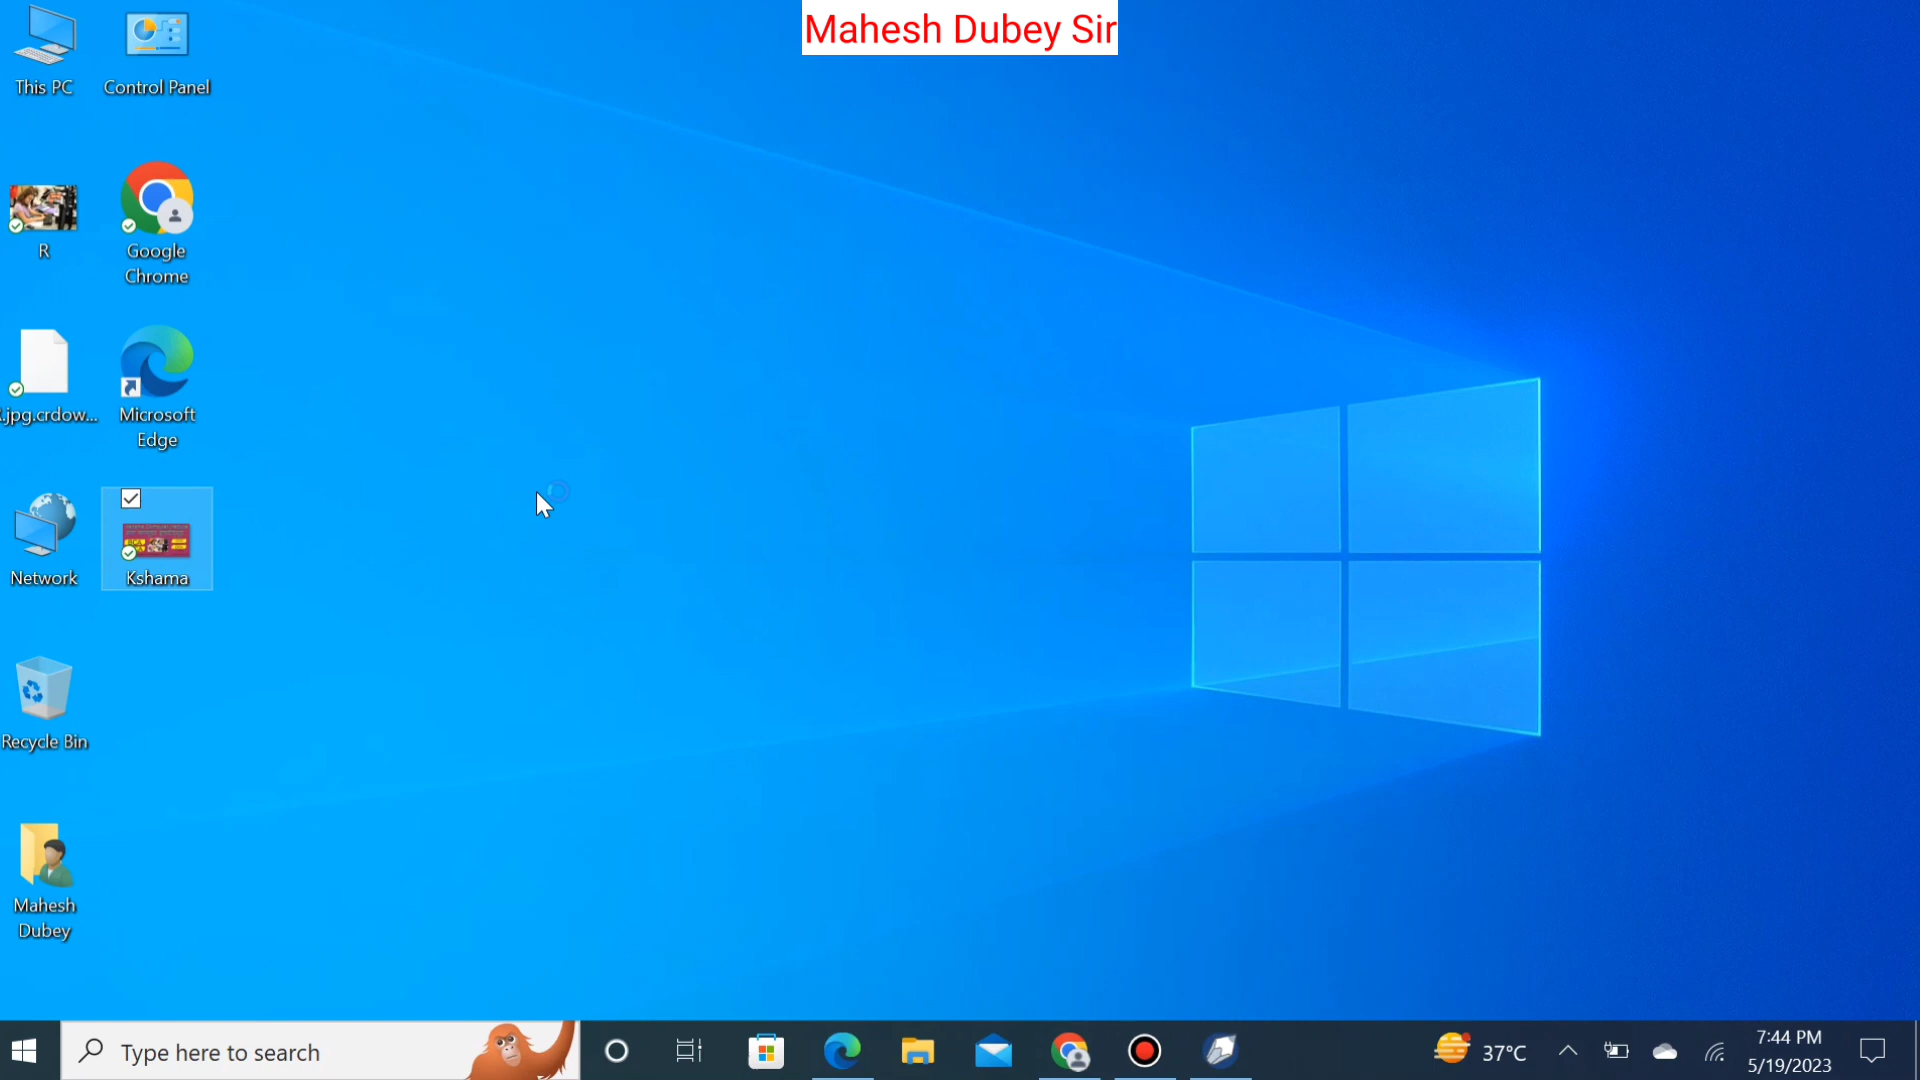 Mahesh Dubey Sir
This PC
Control Panel
R
Google
Chrome
.jpg.crdow...
Microsoft
Edge
Network
Kshama
Recycle Bin
Mahesh
Dubey
Type here to search
37°C
7:44 PM
5/19/2023